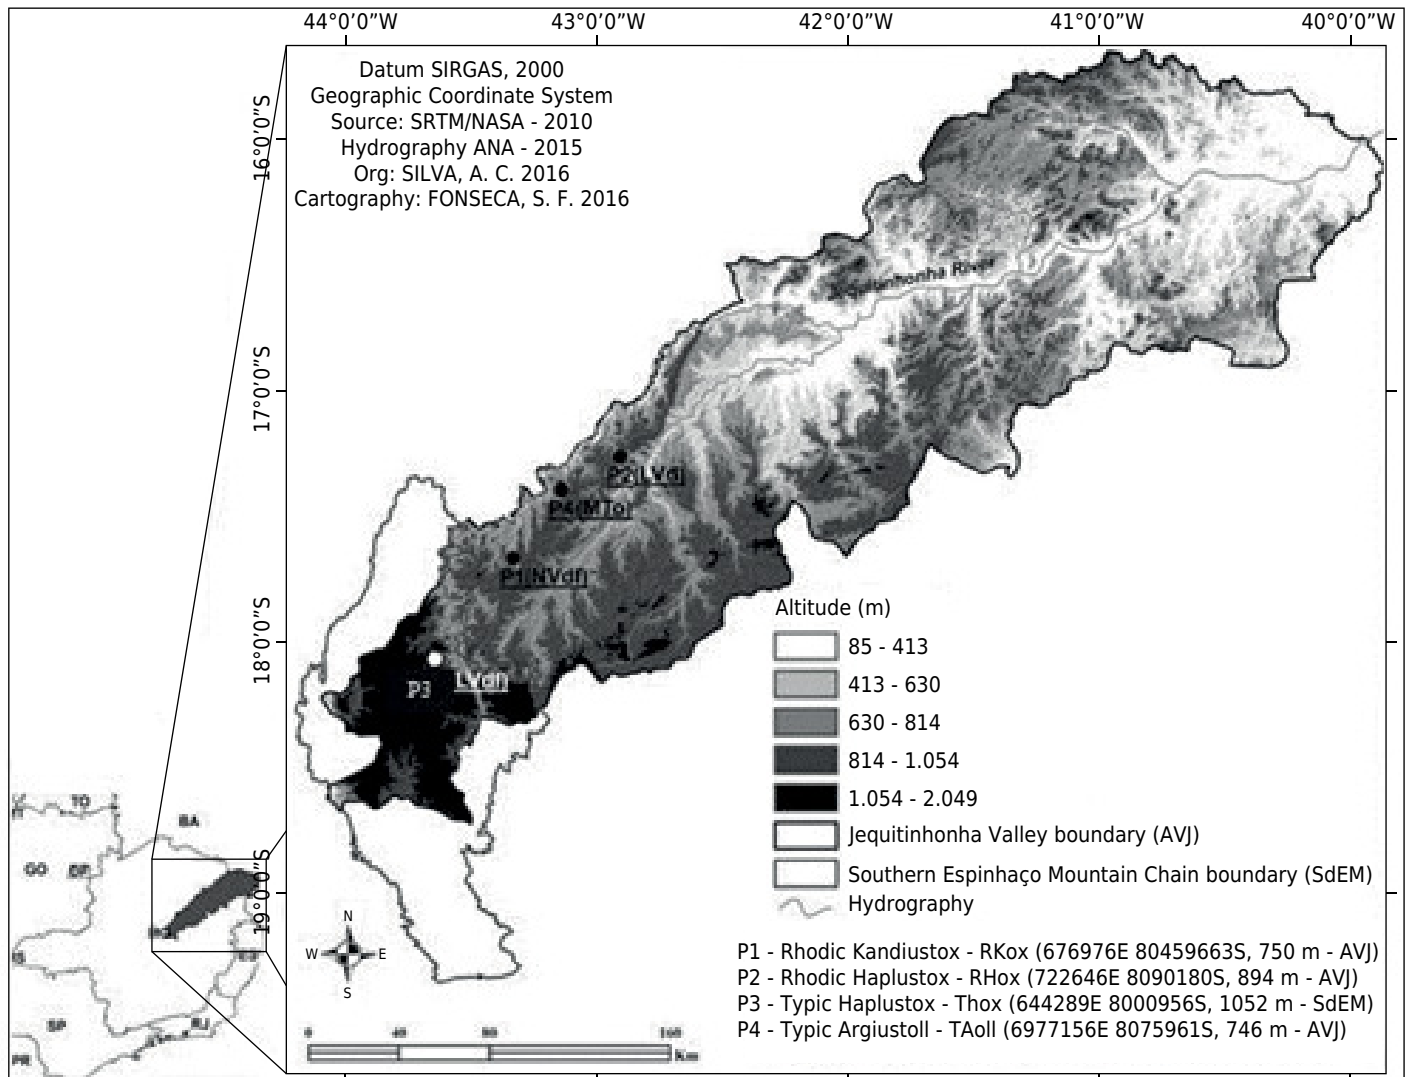 44°0’0”W 43°0’0”W 42°0’0”W 41°0’0”W 40°0’0”W
Datum SIRGAS, 2000
Geographic Coordinate System
Source: SRTM/NASA - 2010
Hydrography ANA - 2015
Org: SILVA, A. C. 2016
Cartography: FONSECA, S. F. 2016
16°0’0”S
17°0’0”S
18°0’0”S
19°0’0”S
Jequitinhonha River
P2(LVd)
P4(MTo)
P1(NVdf)
LVdf)
P3
Altitude (m)
85 - 413
413 - 630
630 - 814
814 - 1.054
1.054 - 2.049
Jequitinhonha Valley boundary (AVJ)
Southern Espinhaço Mountain Chain boundary (SdEM)
Hydrography
TO
BA
GO DF
ES
SP
RJ
PR
N
W E
S
0 40 80 160
Km
P1 - Rhodic Kandiustox - RKox (676976E 80459663S, 750 m - AVJ)
P2 - Rhodic Haplustox - RHox (722646E 8090180S, 894 m - AVJ)
P3 - Typic Haplustox - Thox (644289E 8000956S, 1052 m - SdEM)
P4 - Typic Argiustoll - TAoll (6977156E 8075961S, 746 m - AVJ)